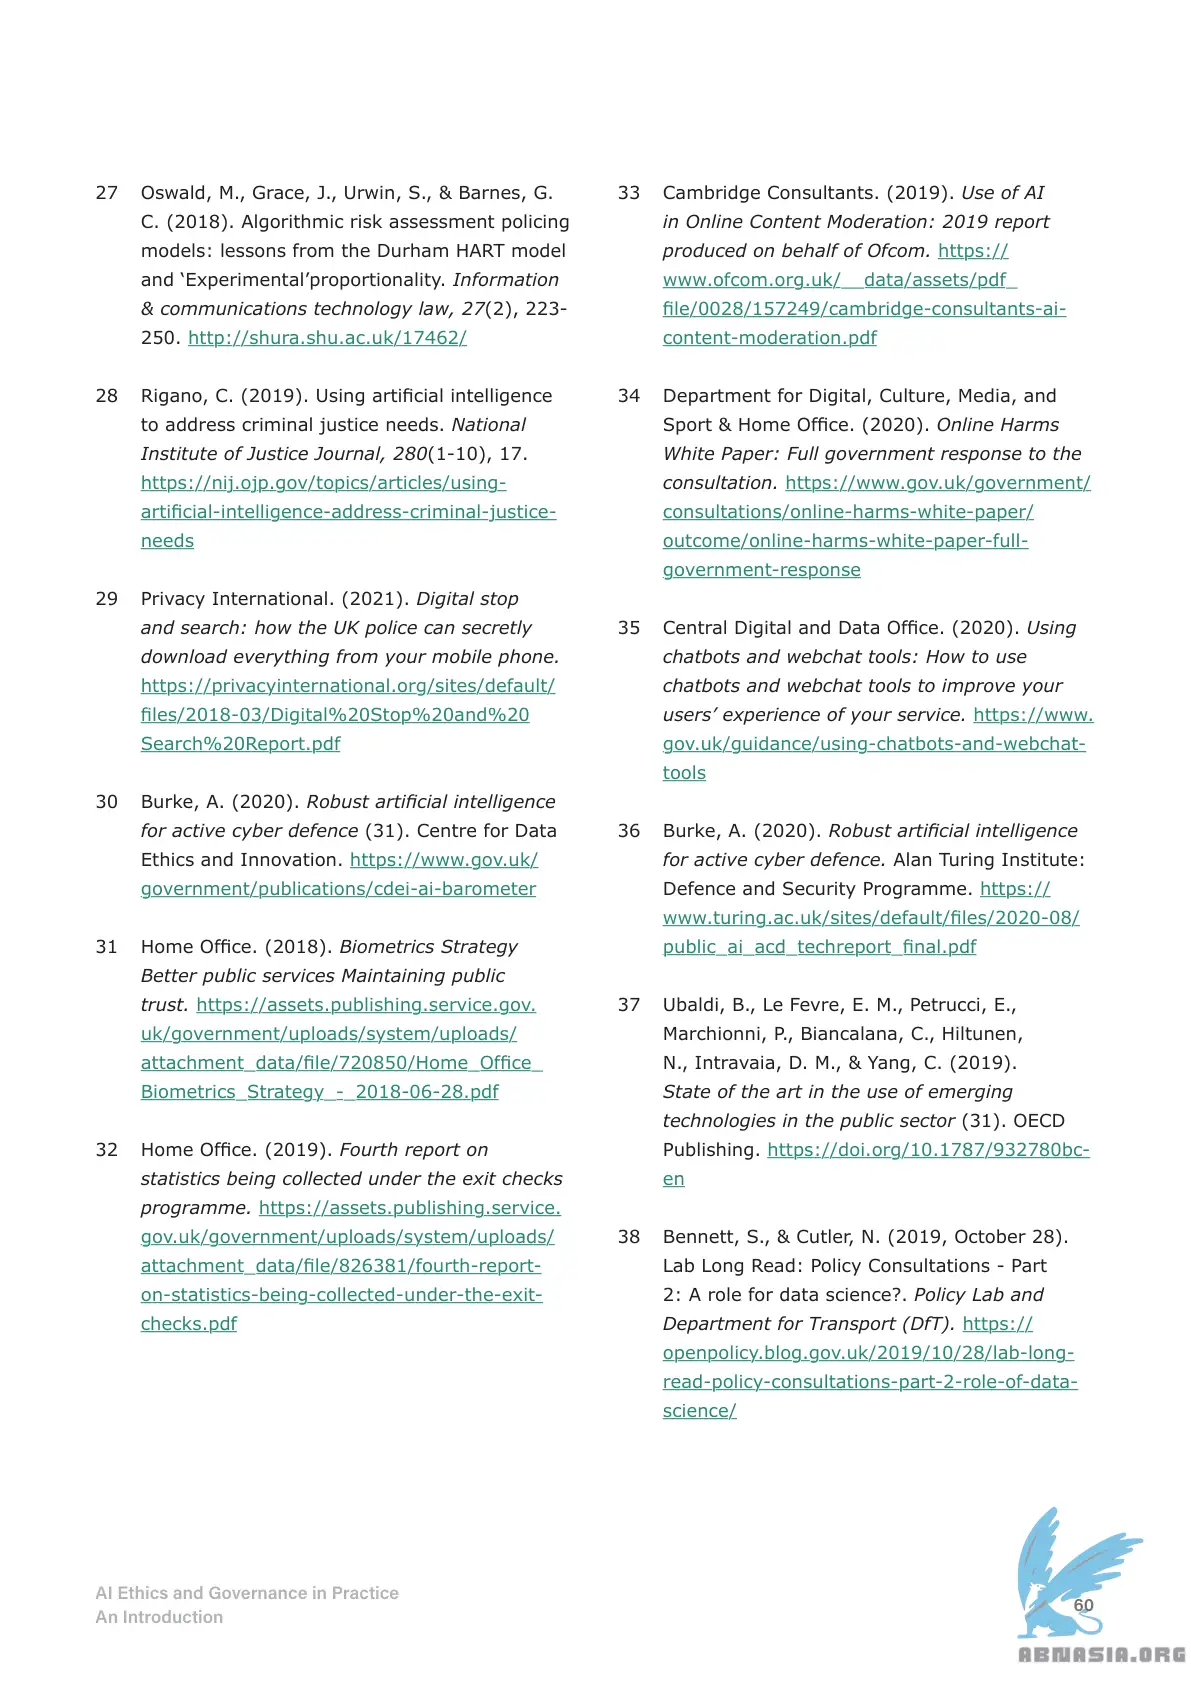 27 Oswald, M., Grace, J., Urwin, S., & Barnes, G.
C. (2018). Algorithmic risk assessment policing
models: lessons from the Durham HART model
and ‘Experimental’proportionality. Information
& communications technology law, 27(2), 223-
250. http://shura.shu.ac.uk/17462/
28 Rigano, C. (2019). Using artificial intelligence
to address criminal justice needs. National
Institute of Justice Journal, 280(1-10), 17.
https://nij.ojp.gov/topics/articles/using-
artificial-intelligence-address-criminal-justice-
needs
29 Privacy International. (2021). Digital stop
and search: how the UK police can secretly
download everything from your mobile phone.
https://privacyinternational.org/sites/default/
files/2018-03/Digital%20Stop%20and%20
Search%20Report.pdf
30 Burke, A. (2020). Robust artificial intelligence
for active cyber defence (31). Centre for Data
Ethics and Innovation. https://www.gov.uk/
government/publications/cdei-ai-barometer
31 Home Office. (2018). Biometrics Strategy
Better public services Maintaining public
trust. https://assets.publishing.service.gov.
uk/government/uploads/system/uploads/
attachment_data/file/720850/Home_Office_
Biometrics_Strategy_-_2018-06-28.pdf
32 Home Office. (2019). Fourth report on
statistics being collected under the exit checks
programme. https://assets.publishing.service.
gov.uk/government/uploads/system/uploads/
attachment_data/file/826381/fourth-report-
on-statistics-being-collected-under-the-exit-
checks.pdf
33 Cambridge Consultants. (2019). Use of AI
in Online Content Moderation: 2019 report
produced on behalf of Ofcom. https://
www.ofcom.org.uk/__data/assets/pdf_
file/0028/157249/cambridge-consultants-ai-
content-moderation.pdf
34 Department for Digital, Culture, Media, and
Sport & Home Office. (2020). Online Harms
White Paper: Full government response to the
consultation. https://www.gov.uk/government/
consultations/online-harms-white-paper/
outcome/online-harms-white-paper-full-
government-response
35 Central Digital and Data Office. (2020). Using
chatbots and webchat tools: How to use
chatbots and webchat tools to improve your
users’ experience of your service. https://www.
gov.uk/guidance/using-chatbots-and-webchat-
tools
36 Burke, A. (2020). Robust artificial intelligence
for active cyber defence. Alan Turing Institute:
Defence and Security Programme. https://
www.turing.ac.uk/sites/default/files/2020-08/
public_ai_acd_techreport_final.pdf
37 Ubaldi, B., Le Fevre, E. M., Petrucci, E.,
Marchionni, P., Biancalana, C., Hiltunen,
N., Intravaia, D. M., & Yang, C. (2019).
State of the art in the use of emerging
technologies in the public sector (31). OECD
Publishing. https://doi.org/10.1787/932780bc-
en
38 Bennett, S., & Cutler, N. (2019, October 28).
Lab Long Read: Policy Consultations - Part
2: A role for data science?. Policy Lab and
Department for Transport (DfT). https://
openpolicy.blog.gov.uk/2019/10/28/lab-long-
read-policy-consultations-part-2-role-of-data-
science/
AI Ethics and Governance in Practice
An Introduction
60
ABNASIA.ORG